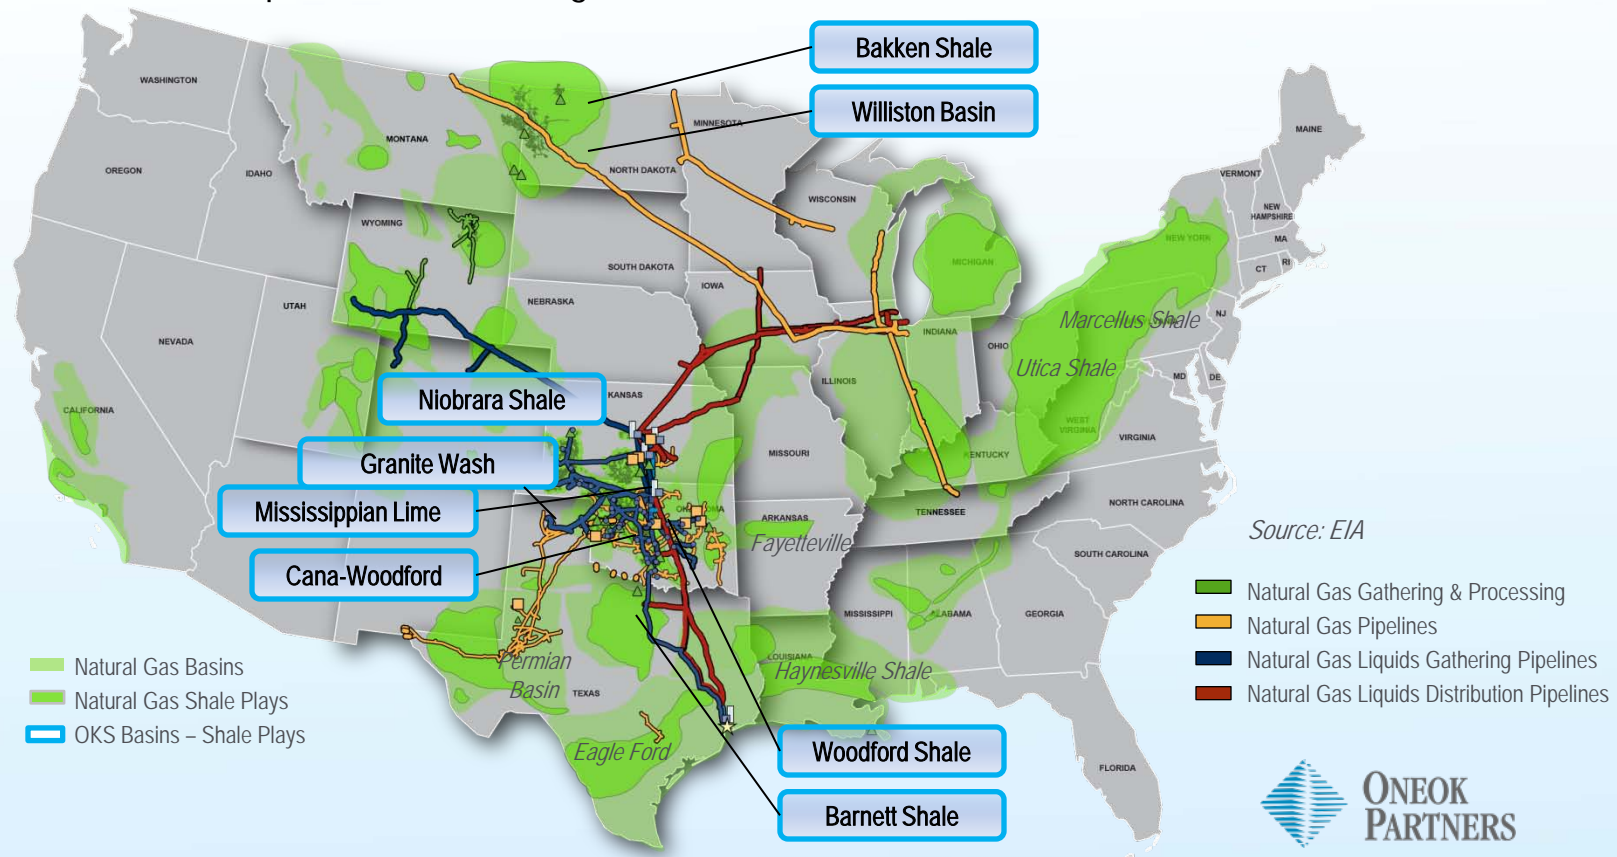 Bakken Shale
Williston Basin
WASHINGTON
MONTANA
MINNESOTA
MAINE
OREGON
IDAHO
NORTH DAKOTA
VERMONT
WISCONSIN
NEW
HAMPSHIRE
WYOMING
NEW YORK
MA
MICHIGAN
SOUTH DAKOTA
CT
RI
IOWA
UTAH
NEBRASKA
Marcellus Shale
NJ
NEVADA
INDIANA
OHIO
Utica Shale
ILLINOIS
MD
DE
Niobrara Shale
KANSAS
CALIFORNIA
WEST
VIRGINIA
VIRGINIA
Granite Wash
MISSOURI
KENTUCKY
Mississippian Lime
NORTH CAROLINA
ARKANSAS
TENNESSEE
Fayetteville
Source: EIA
SOUTH CAROLINA
Cana-Woodford
Natural Gas Gathering & Processing
MISSISSIPPI
ALABAMA
GEORGIA
Natural Gas Pipelines
LOUISIANA
Permian
Basin
TEXAS
Haynesville Shale
Natural Gas Liquids Gathering Pipelines
Natural Gas Basins
Natural Gas Liquids Distribution Pipelines
Natural Gas Shale Plays
OKS Basins – Shale Plays
Eagle Ford
Woodford Shale
FLORIDA
Barnett Shale
ONEOK
PARTNERS